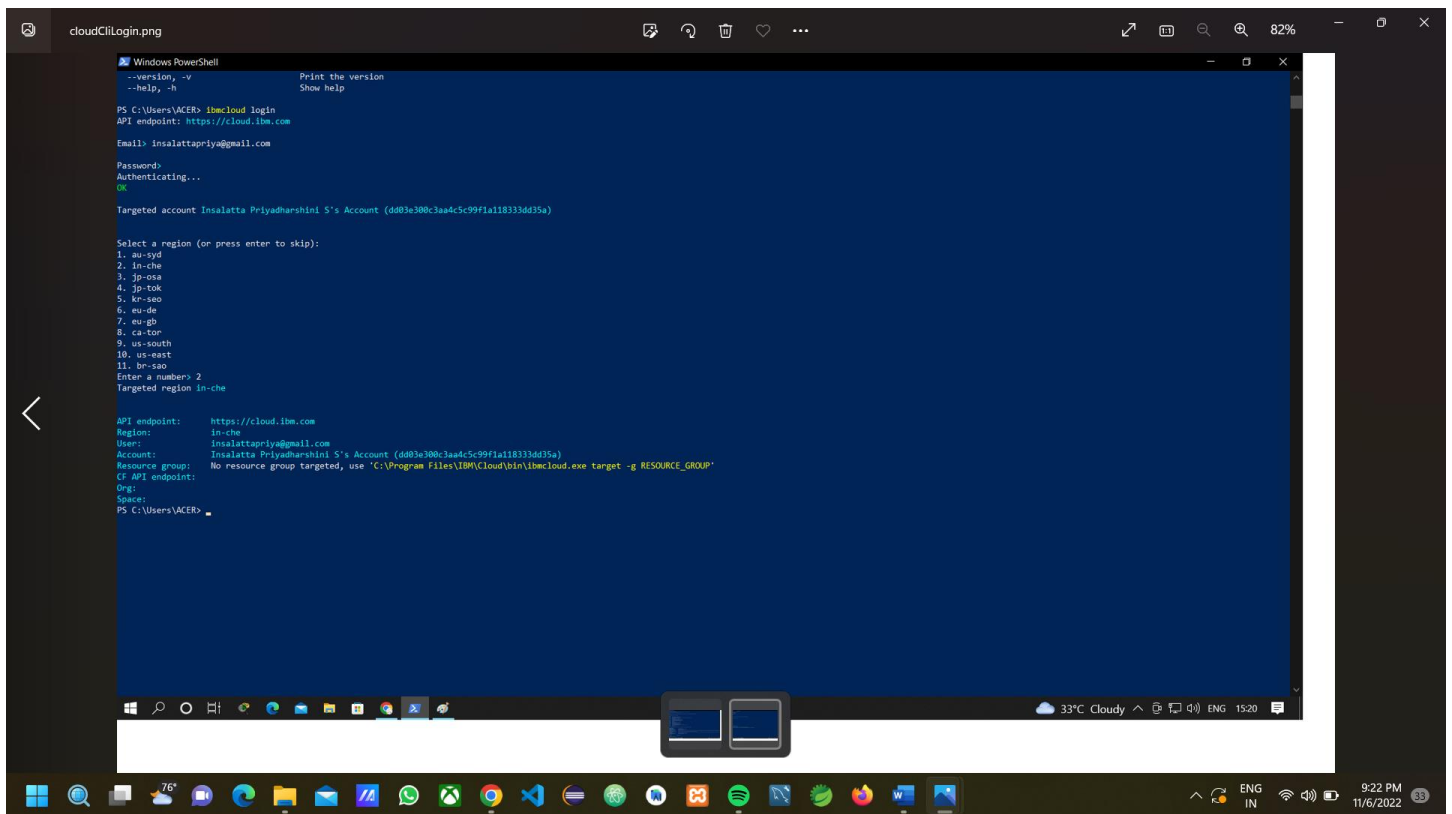 cloudCliLogin.png
82%
Windows PowerShell
--version, -v Print the version
--help, -h Show help
PS C:\Users\ACER> ibmcloud login
API endpoint: https://cloud.ibm.com
Email> insalattapriya@gmail.com
Password>
Authenticating...
OK
Targeted account Insalatta Priyadharshini S's Account (dd03e300c3aa4c5c99f1a118333dd35a)
Select a region (or press enter to skip):
1. au-syd
2. in-che
3. jp-osa
4. jp-tok
5. kr-seo
6. eu-de
7. eu-gb
8. ca-tor
9. us-south
10. us-east
11. br-sao
Enter a number> 2
Targeted region in-che
API endpoint: https://cloud.ibm.com
Region: in-che
User: insalattapriya@gmail.com
Account: Insalatta Priyadharshini S's Account (dd03e300c3aa4c5c99f1a118333dd35a)
Resource group: No resource group targeted, use 'C:\Program Files\IBM\Cloud\bin\ibmcloud.exe target -g RESOURCE_GROUP'
CF API endpoint:
Org:
Space:
PS C:\Users\ACER>
33°C Cloudy ENG 15:20
76°
ENG
IN
9:22 PM
11/6/2022
33